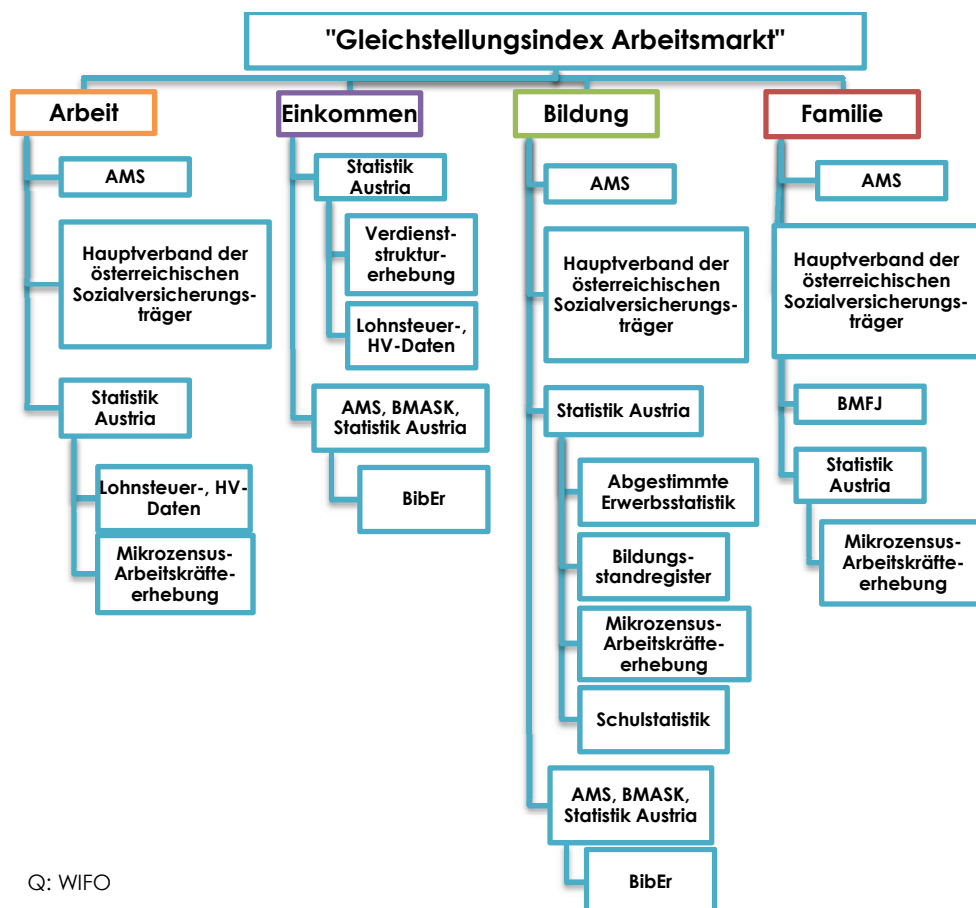 "Gleichstellungsindex Arbeitsmarkt"
Arbeit
AMS
Hauptverband der
österreichischen
Sozialversicherungs-
träger
Statistik
Austria
Lohnsteuer-, HV-
Daten
Mikrozensus-
Arbeitskräfte-
erhebung
Einkommen
Statistik
Austria
Verdienst-
struktur-
erhebung
Lohnsteuer-,
HV-Daten
AMS, BMASK,
Statistik Austria
BibEr
Bildung
AMS
Hauptverband der
österreichischen
Sozialversicherungs-
träger
Statistik Austria
Abgestimmte
Erwerbsstatistik
Bildungs-
standregister
Mikrozensus-
Arbeitskräfte-
erhebung
Schulstatistik
AMS, BMASK,
Statistik Austria
BibEr
Familie
AMS
Hauptverband der
österreichischen
Sozialversicherungs-
träger
BMFJ
Statistik
Austria
Mikrozensus-
Arbeitskräfte-
erhebung
Q: WIFO